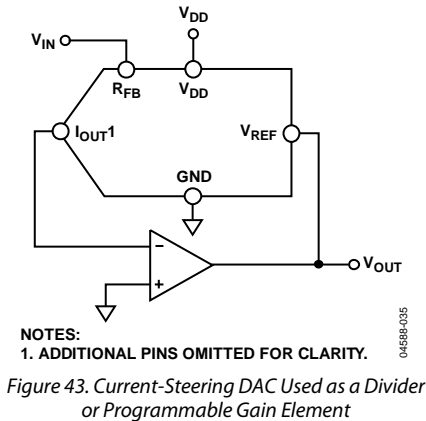 VDD
VIN
RFB
VDD
IOUT1
VREF
GND
VOUT
–
+
NOTES:
1. ADDITIONAL PINS OMITTED FOR CLARITY.
04588-035
Figure 43. Current-Steering DAC Used as a Divider
or Programmable Gain Element